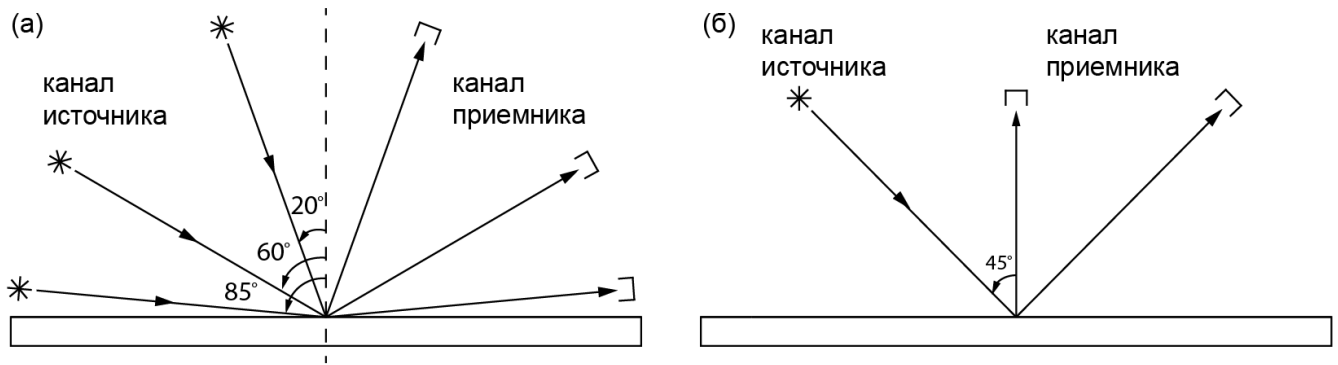 (а)
канал
источника
канал
приемника
20°
60°
85°
(б)
канал
источника
канал
приемника
45°